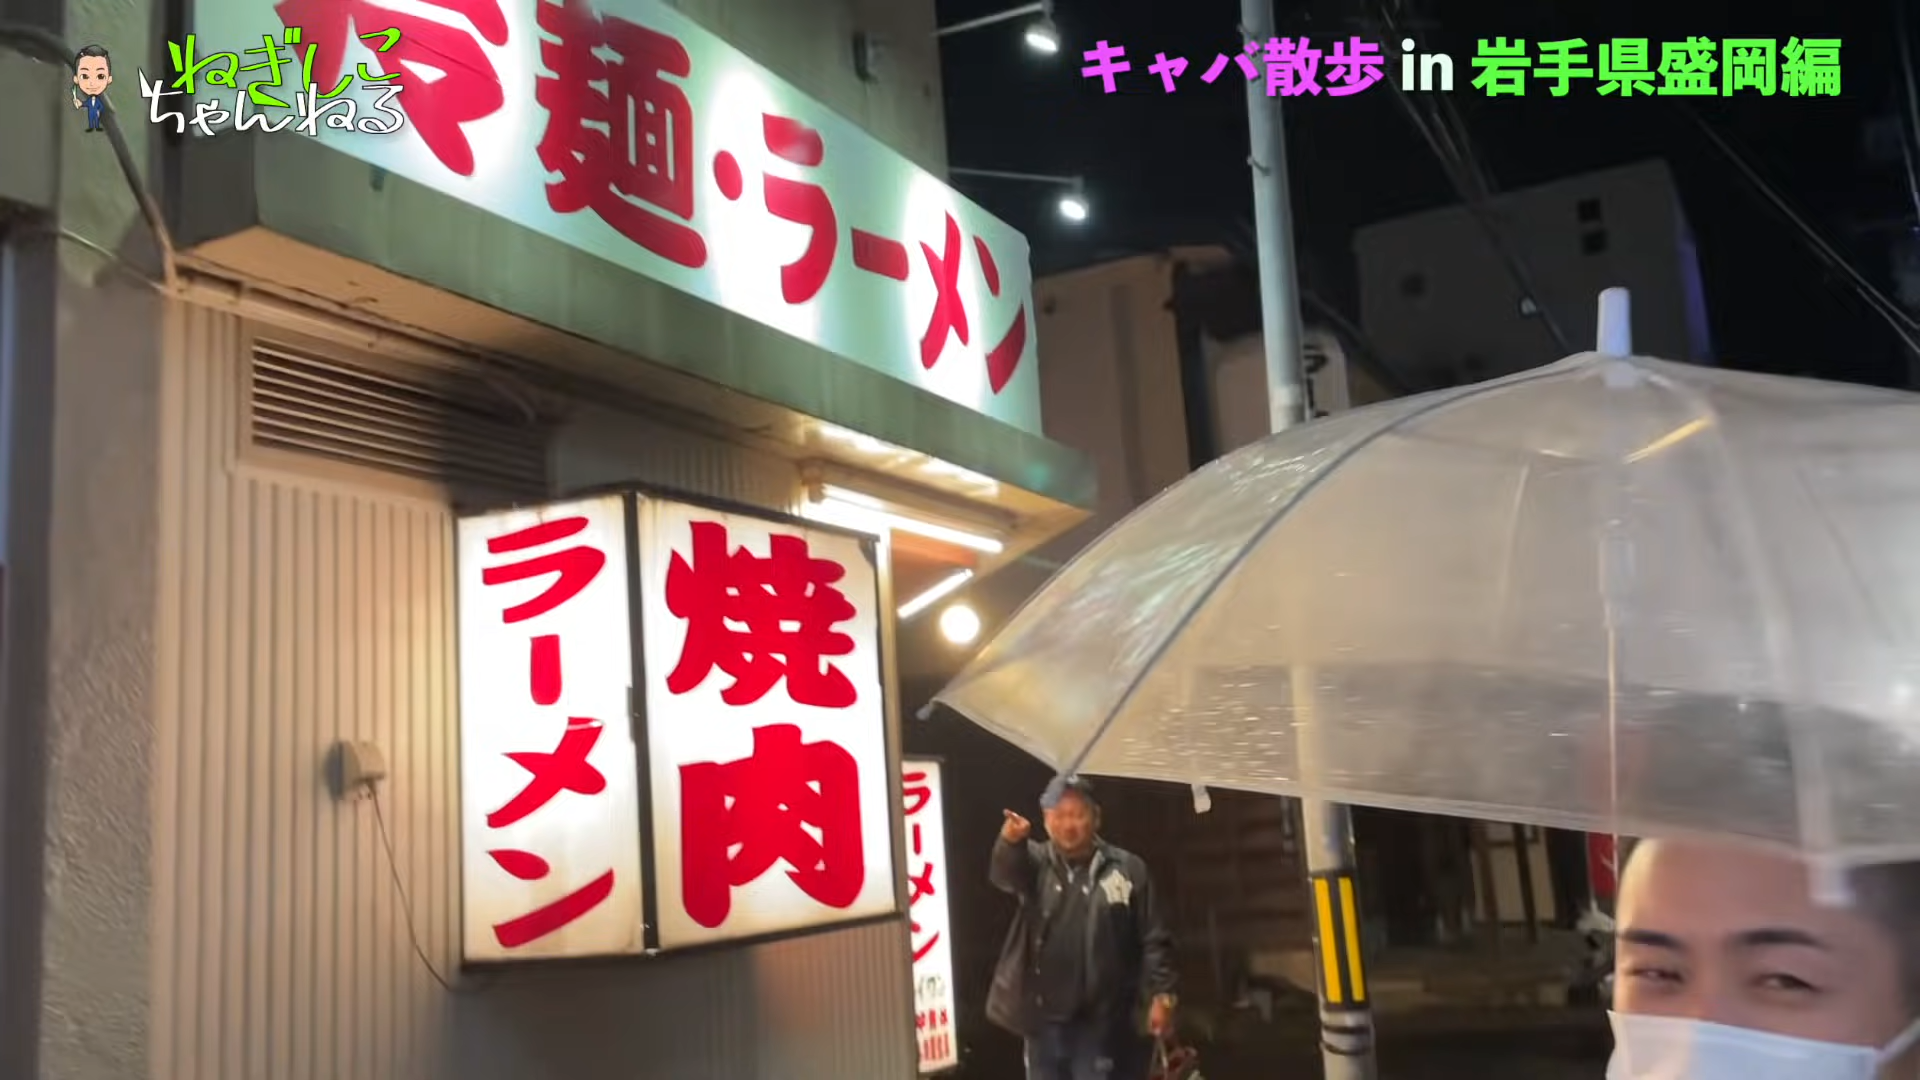 ねぎしこ
ちゃんねる
キャバ散歩 in 岩手県盛岡編
冷麺・ラーメン
ラーメン
焼肉
ラーメン